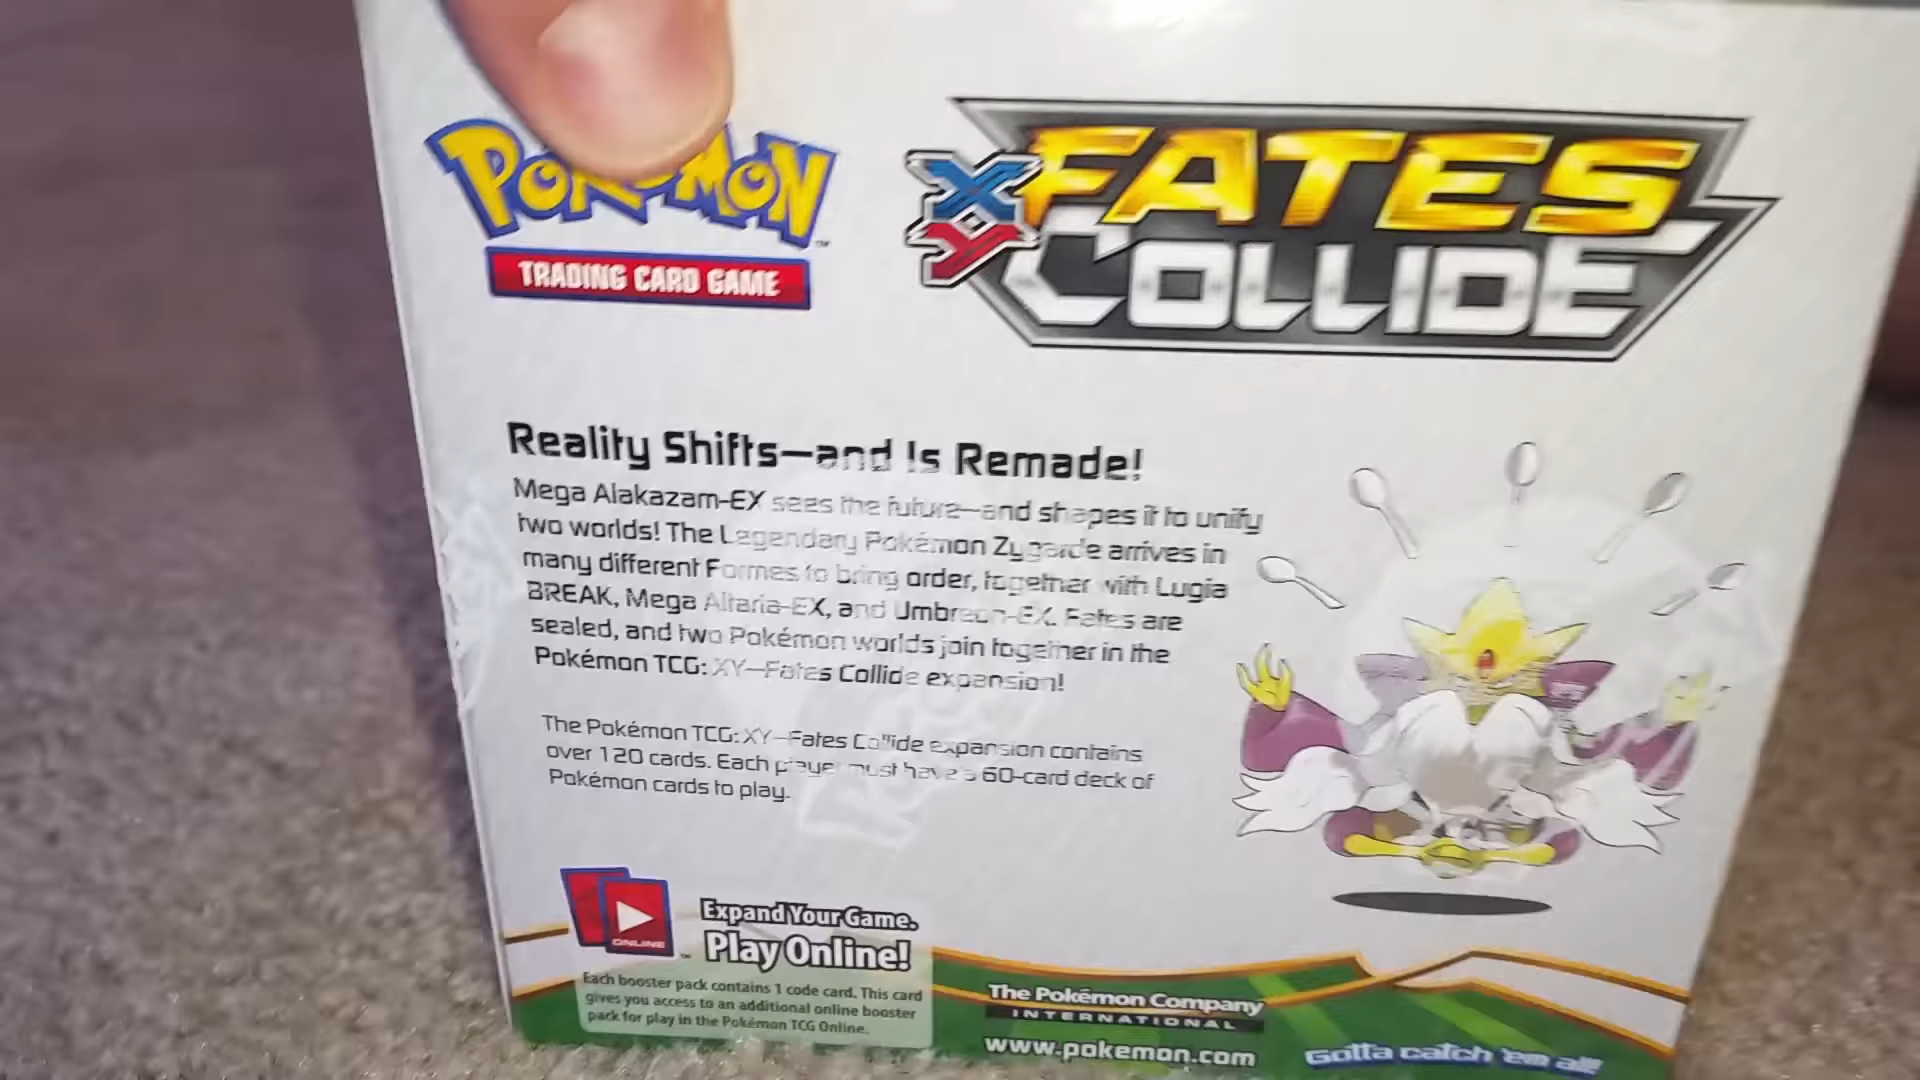 POKÉMON
TRADING CARD GAME
XY
FATES
COLLIDE
Reality Shifts—and Is Remade!
Mega Alakazam-EX sees the future—and shapes it to unify
two worlds! The Legendary Pokémon Zygarde arrives in
many different Formes to bring order, together with Lugia
BREAK, Mega Altaria-EX, and Umbreon-EX. Fates are
sealed, and two Pokémon worlds join together in the
Pokémon TCG: XY—Fates Collide expansion!
The Pokémon TCG: XY—Fates Collide expansion contains
over 120 cards. Each player must have a 60-card deck of
Pokémon cards to play.
ONLINE
Expand Your Game.
Play Online!
Each booster pack contains 1 code card. This card
gives you access to an additional online booster
pack for play in the Pokémon TCG Online.
The Pokémon Company
INTERNATIONAL
www.pokemon.com
Gotta catch 'em all!